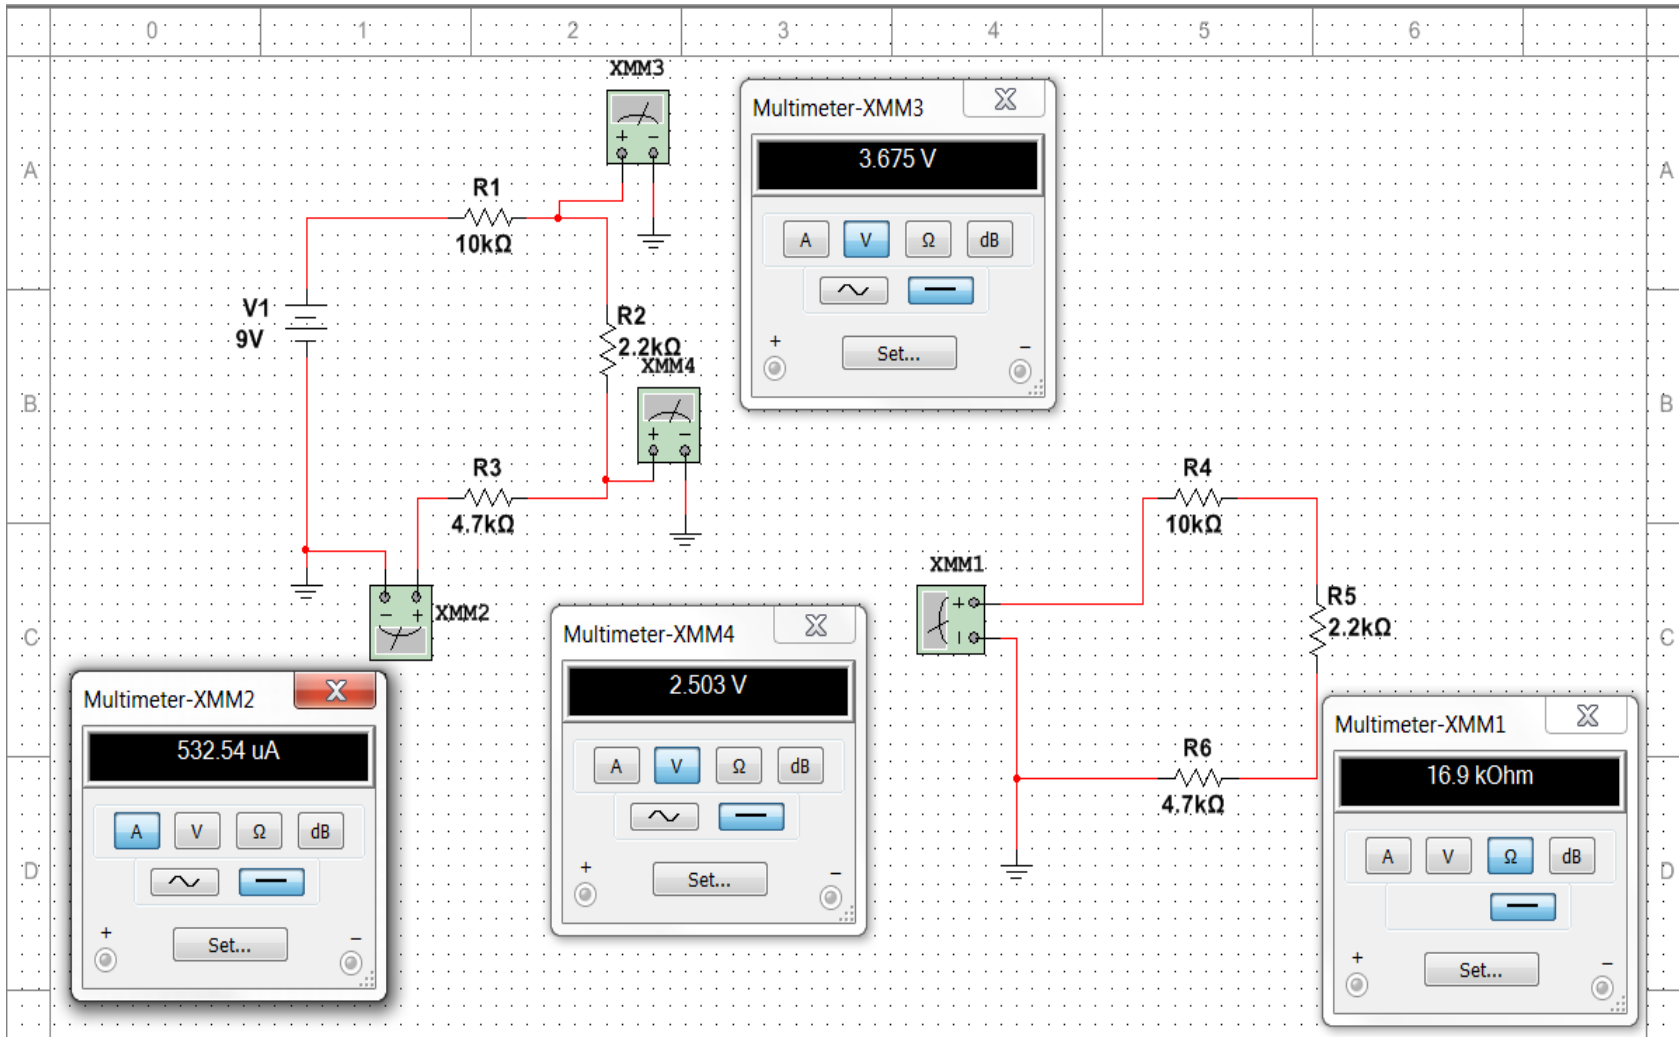 0 1 2 3 4 5 6
XMM3
Multimeter-XMM3 X
3.675 V
+ −
A V Ω dB
+ −
Set...
A A
R1
10kΩ
V1
9V
R2
2.2kΩ
XMM4
+ −
B B
R3
4.7kΩ
R4
10kΩ
XMM1
+
−
R5
2.2kΩ
− +
XMM2
C C
Multimeter-XMM4 X
2.503 V
A V Ω dB
+ −
Set...
Multimeter-XMM2 X
532.54 uA
A V Ω dB
+ −
Set...
R6
4.7kΩ
Multimeter-XMM1 X
16.9 kOhm
A V Ω dB
+ −
Set...
D D